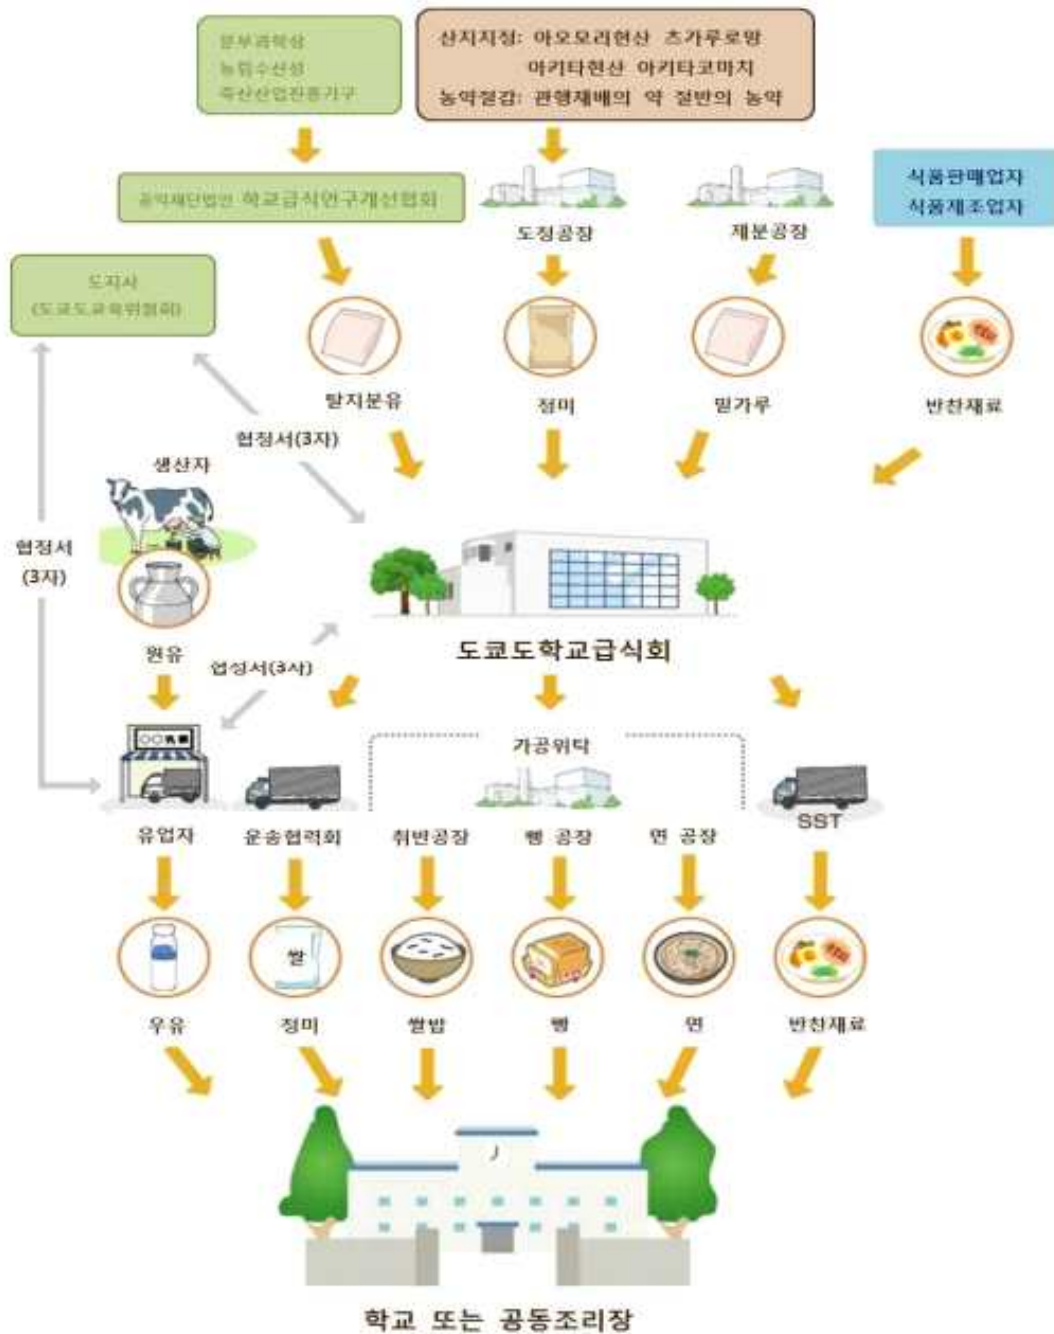 문부과학성
농림수산성
축산산업진흥기구
산지지정: 아오모리현산 츠가루로망
아키타현산 아키타코마치
농약절감: 관행재배의 약 절반의 농약
공익재단법인 학교급식연구개선협회
식품판매업자
식품제조업자
도정공장
제분공장
도지사
(도쿄도교육위원회)
탈지분유
정미
밀가루
반찬재료
협정서(3자)
생산자
협정서
(3자)
원유
도쿄도학교급식회
협정서(3자)
가공위탁
유업자
운송협력회
취반공장
빵 공장
면 공장
SST
쌀
우유
정미
쌀밥
빵
면
반찬재료
학교 또는 공동조리장